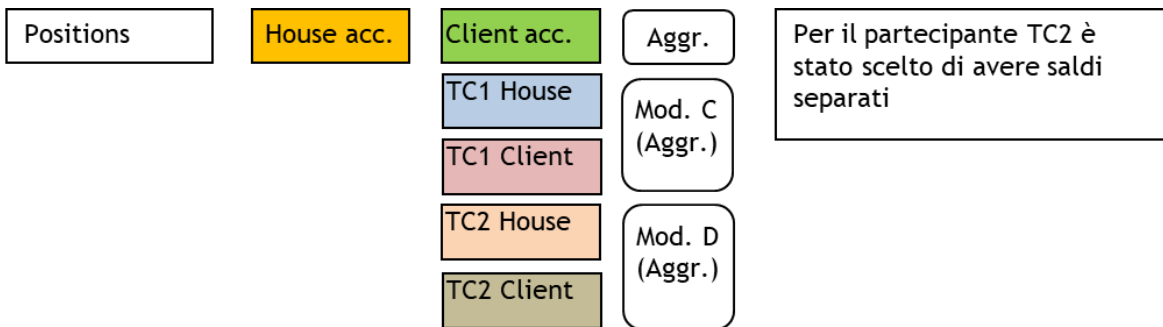 Positions
House acc.
Client acc.
Aggr.
Per il partecipante TC2 è
stato scelto di avere saldi
separati
TC1 House
Mod. C
(Aggr.)
TC1 Client
TC2 House
Mod. D
(Aggr.)
TC2 Client